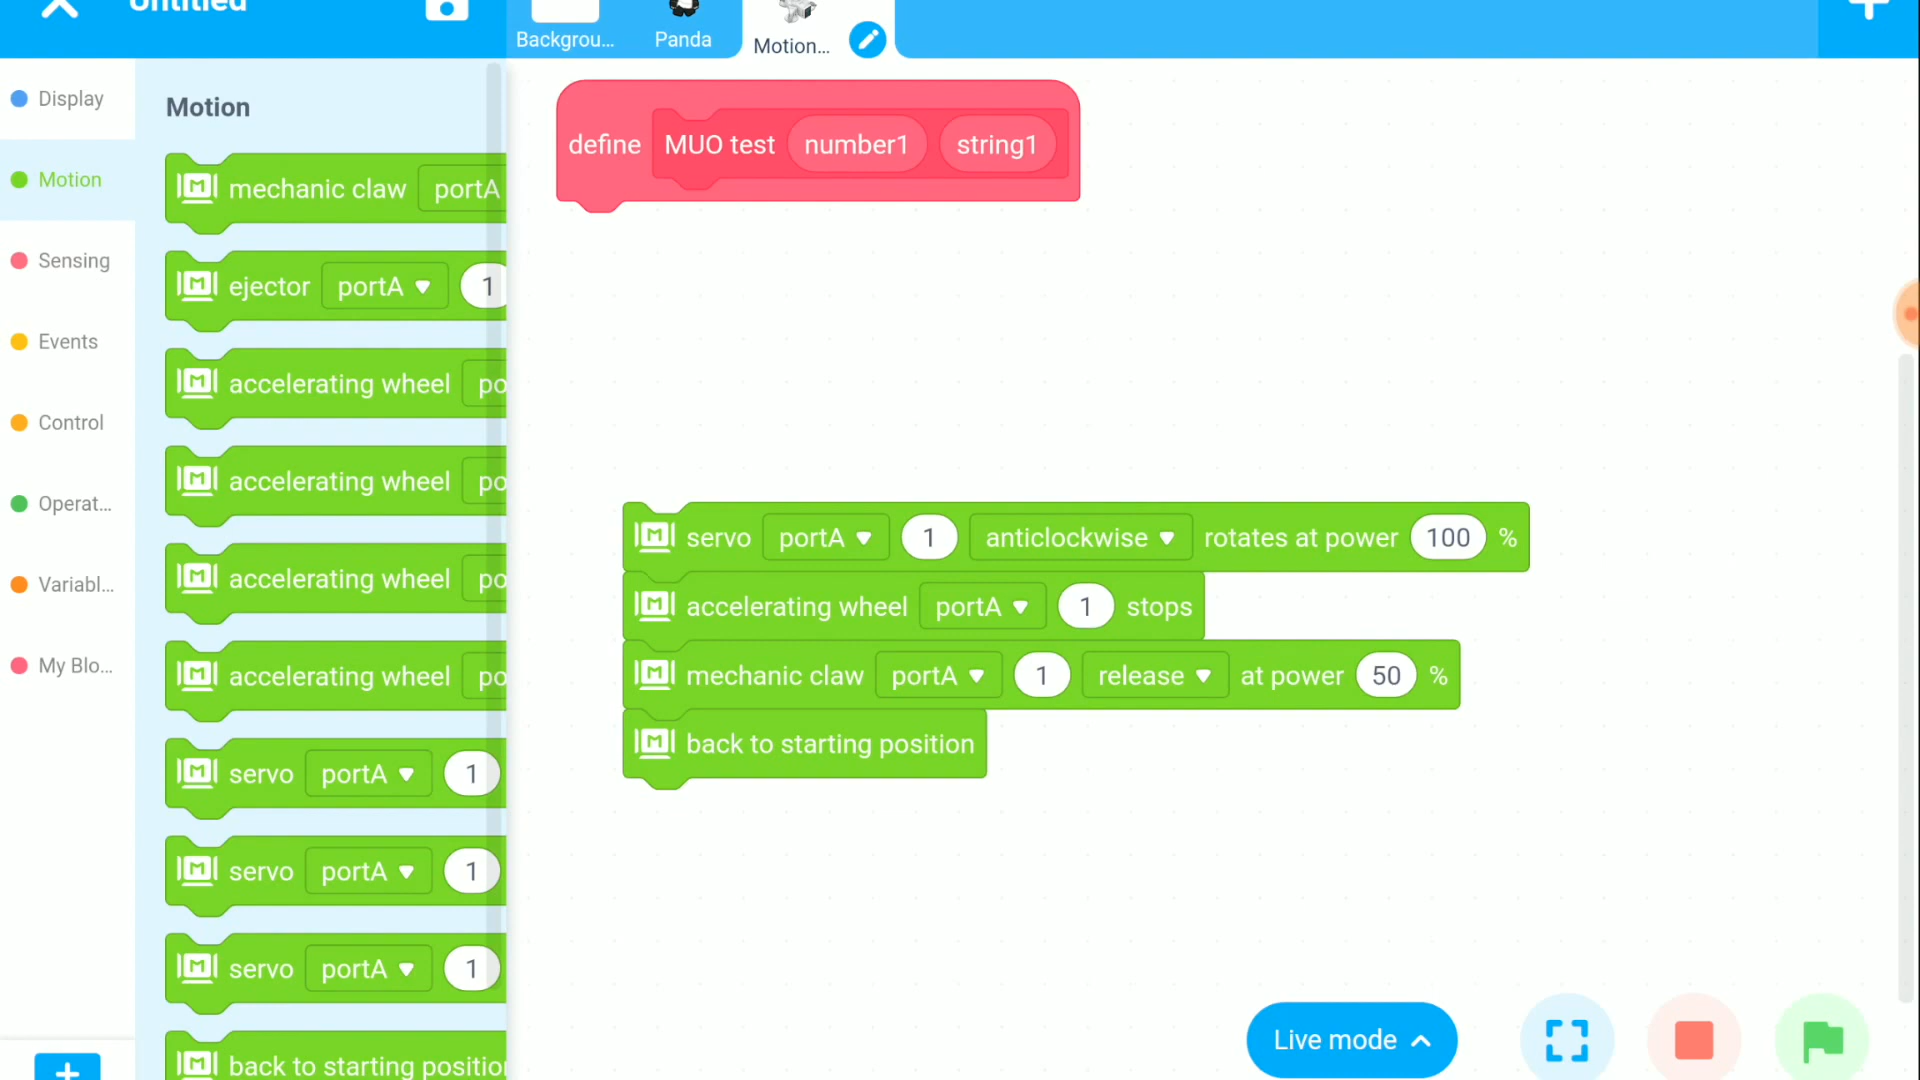 Untitled
Backgrou...
Panda
Motion...
Display
Motion
Sensing
Events
Control
Operat...
Variabl...
My Blo...
Motion
mechanic claw portA
ejector portA 1
accelerating wheel po
accelerating wheel po
accelerating wheel po
accelerating wheel po
servo portA 1
servo portA 1
servo portA 1
back to starting position
define MUO test number1 string1
servo portA 1 anticlockwise rotates at power 100 %
accelerating wheel portA 1 stops
mechanic claw portA 1 release at power 50 %
back to starting position
Live mode